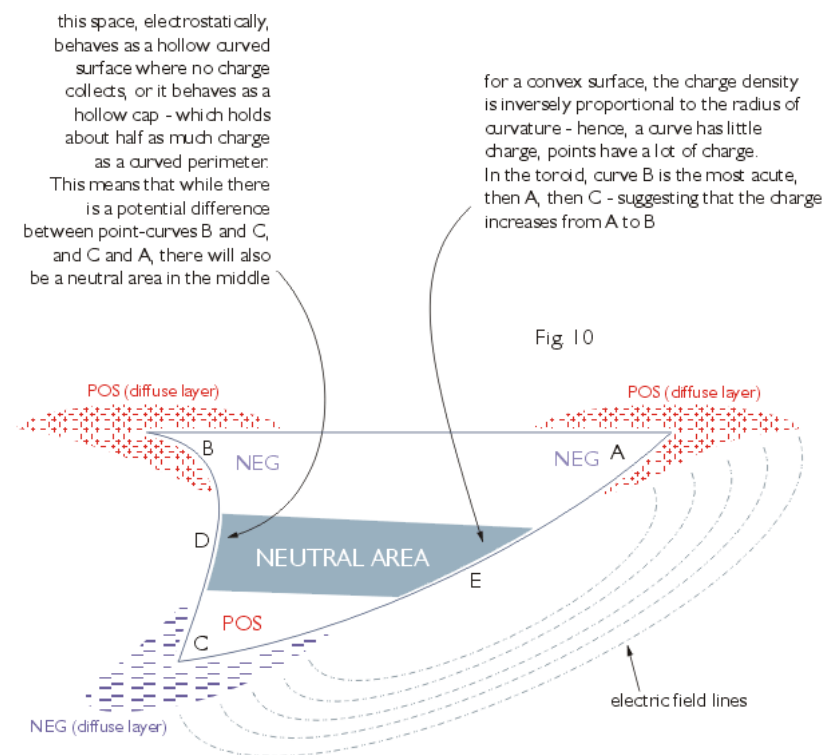 this space, electrostatically,
behaves as a hollow curved
surface where no charge
collects, or it behaves as a
hollow cap - which holds
about half as much charge
as a curved perimeter.
This means that while there
is a potential difference
between point-curves B and C,
and C and A, there will also
be a neutral area in the middle
for a convex surface, the charge density
is inversely proportional to the radius of
curvature - hence, a curve has little
charge, points have a lot of charge.
In the toroid, curve B is the most acute,
then A, then C - suggesting that the charge
increases from A to B
Fig. 10
POS (diffuse layer)
POS (diffuse layer)
B
NEG
NEG
A
D
NEUTRAL AREA
E
POS
C
electric field lines
NEG (diffuse layer)